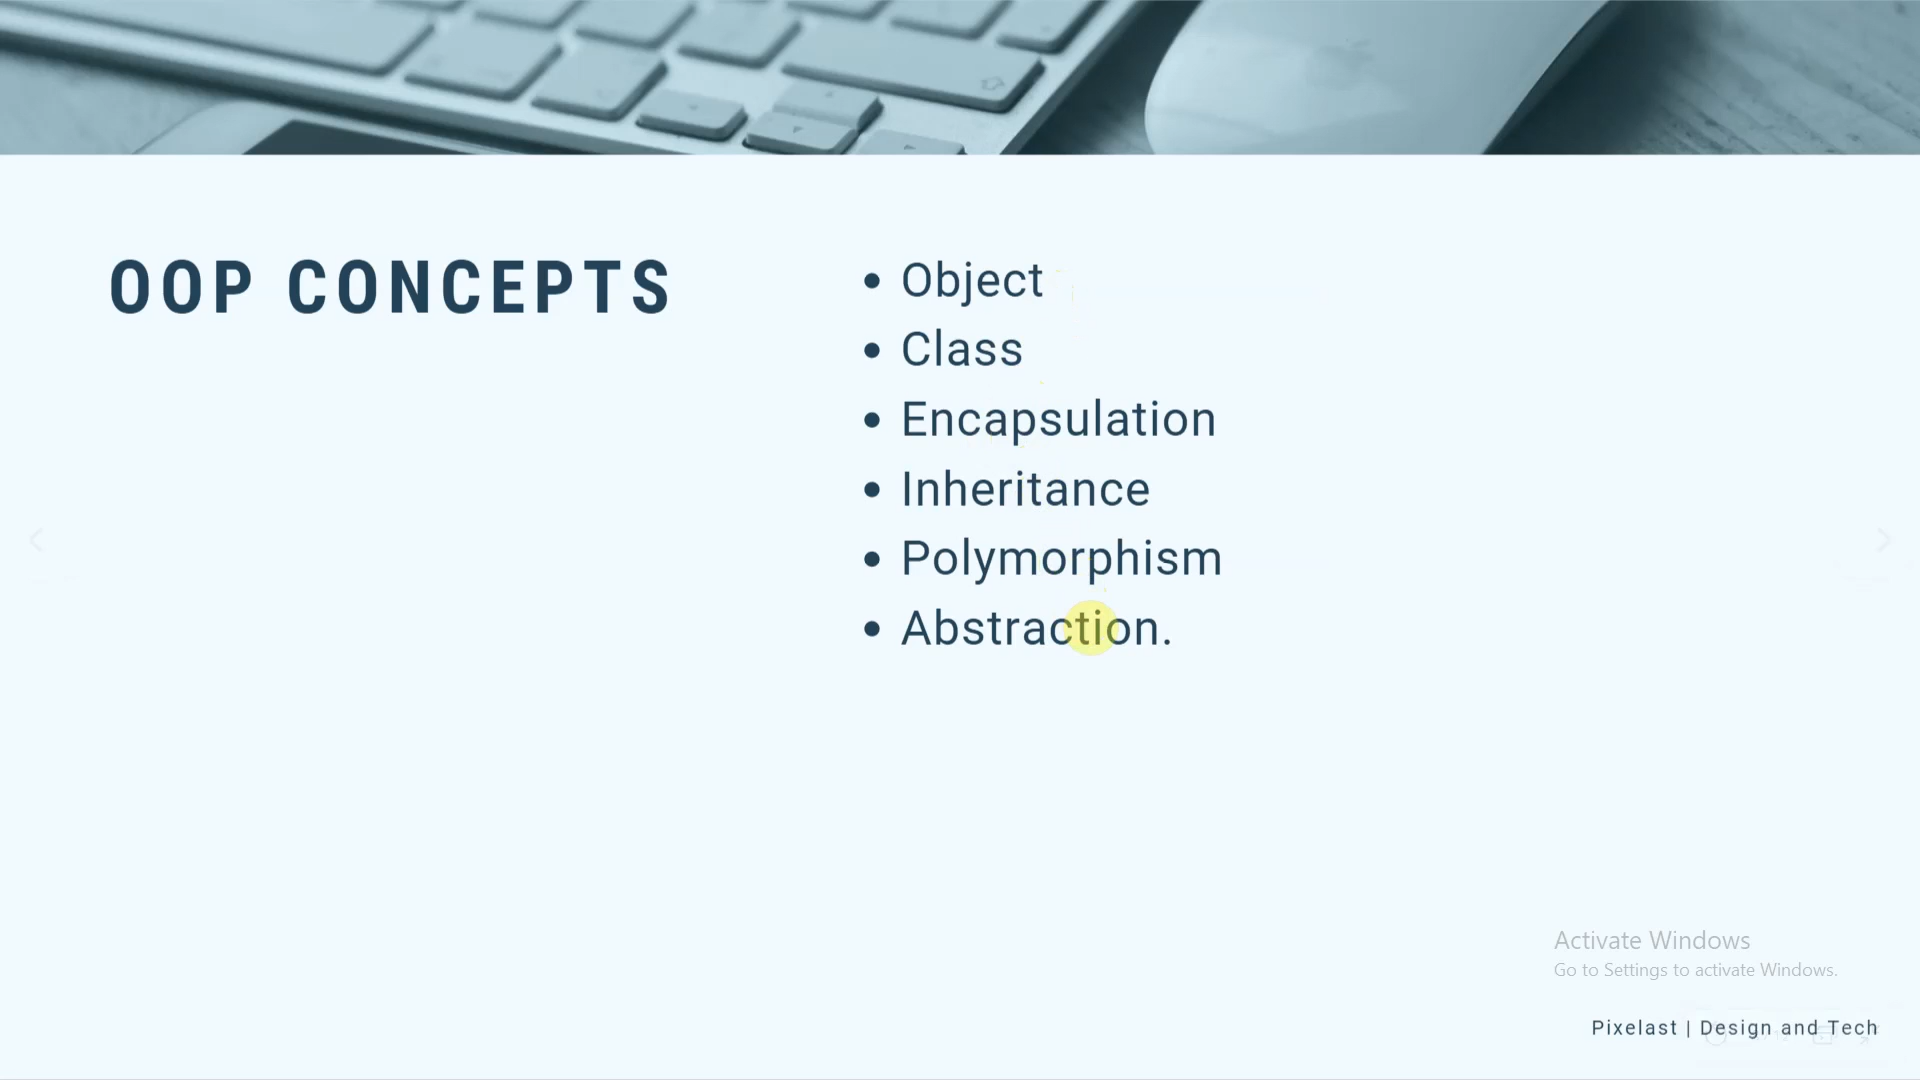 OOP CONCEPTS
• Object
• Class
• Encapsulation
• Inheritance
• Polymorphism
• Abstraction.
Activate Windows
Go to Settings to activate Windows.
Pixelast | Design and Tech